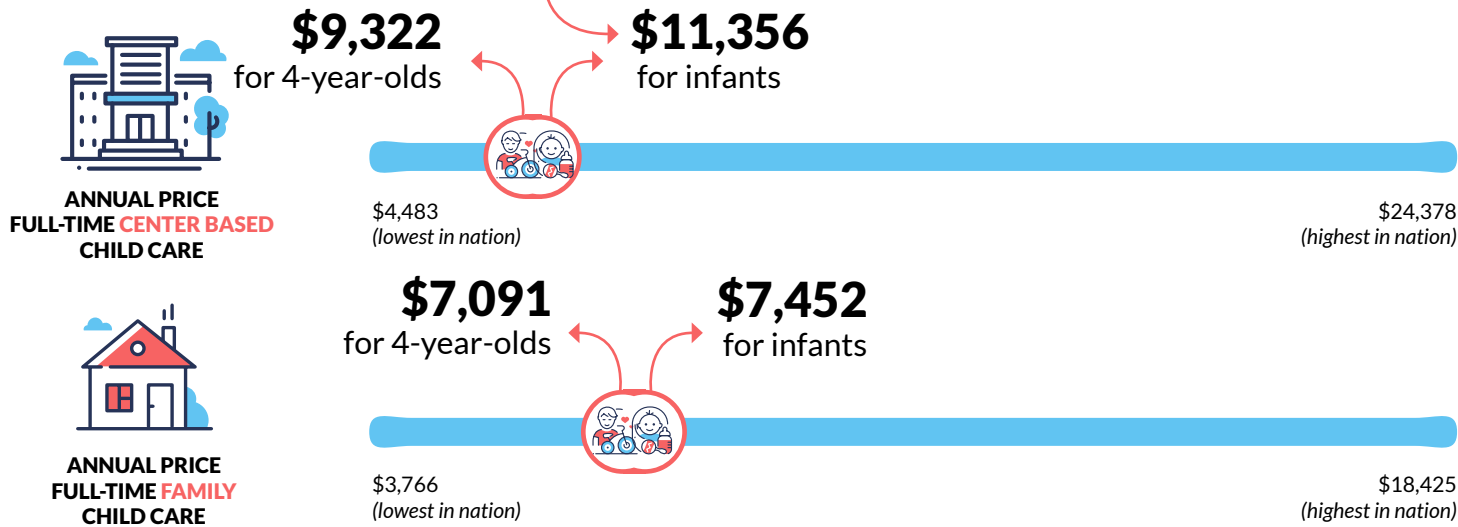 $9,322
for 4-year-olds
$11,356
for infants
ANNUAL PRICE
FULL-TIME CENTER BASED
CHILD CARE
$4,483
(lowest in nation)
$24,378
(highest in nation)
$7,091
for 4-year-olds
$7,452
for infants
ANNUAL PRICE
FULL-TIME FAMILY
CHILD CARE
$3,766
(lowest in nation)
$18,425
(highest in nation)